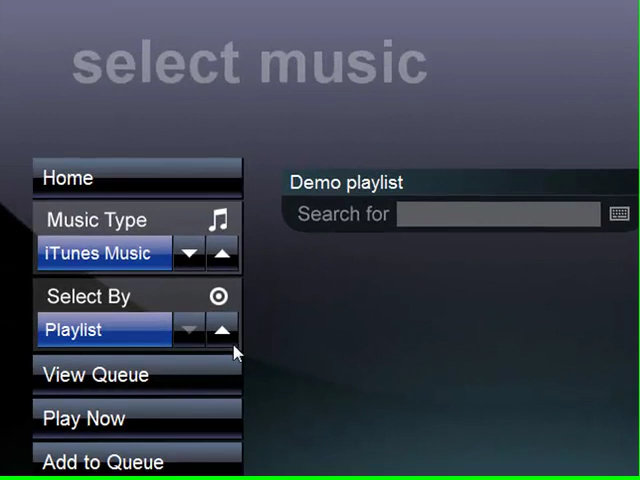 select music
Home
Music Type
iTunes Music
Select By
Playlist
View Queue
Play Now
Add to Queue
Demo playlist
Search for